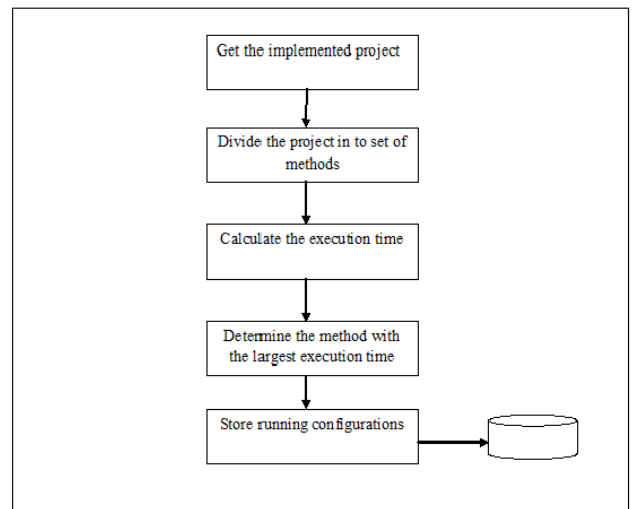 Get the implemented project
Divide the project in to set of
methods
Calculate the execution time
Determine the method with
the largest execution time
Store running configurations